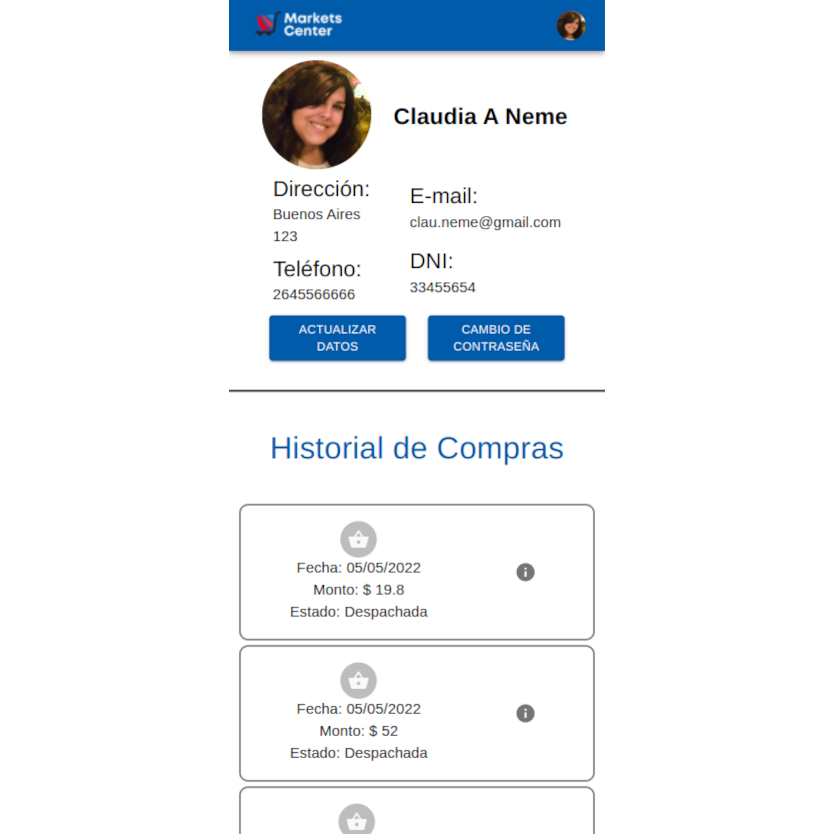 Markets
Center
Claudia A Neme
Dirección:
Buenos Aires
123
Teléfono:
2645566666
E-mail:
clau.neme@gmail.com
DNI:
33455654
ACTUALIZAR
DATOS
CAMBIO DE
CONTRASEÑA
Historial de Compras
Fecha: 05/05/2022
Monto: $ 19.8
Estado: Despachada
Fecha: 05/05/2022
Monto: $ 52
Estado: Despachada